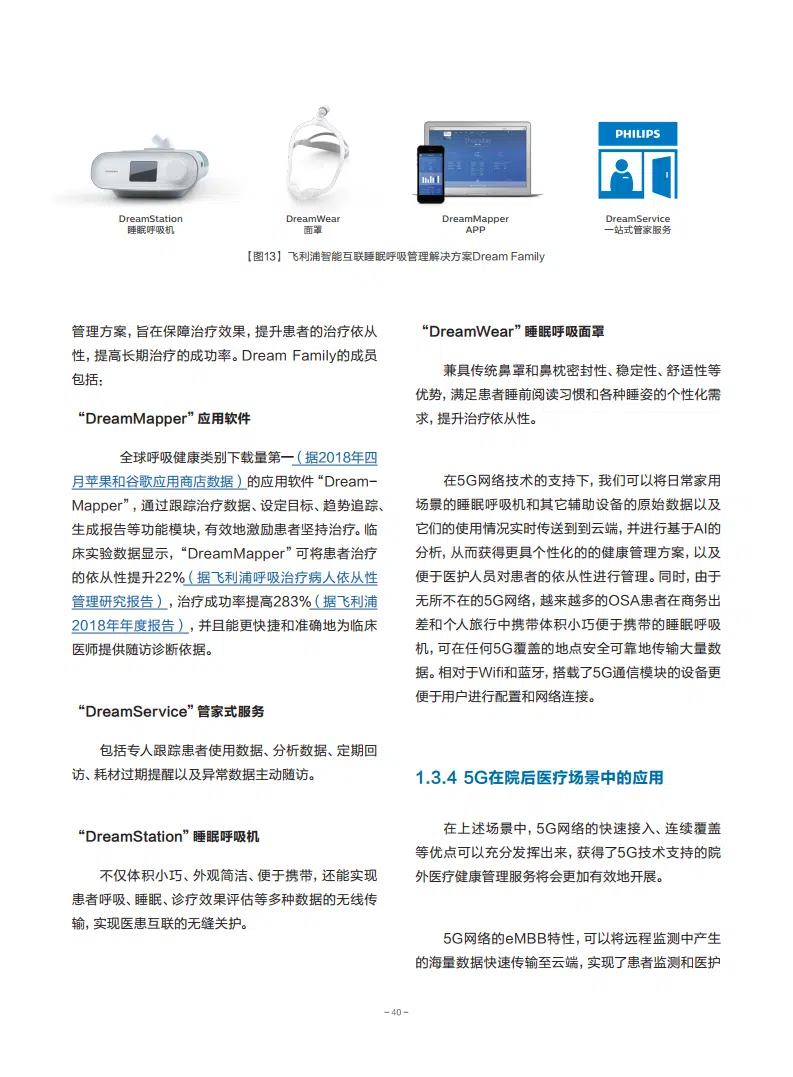 PHILIPS
DreamStation
睡眠呼吸机
DreamWear
面罩
DreamMapper
APP
DreamService
一站式管家服务
【图13】飞利浦智能互联睡眠呼吸管理解决方案Dream Family
管理方案，旨在保障治疗效果，提升患者的治疗依从
性，提高长期治疗的成功率。Dream Family的成员
包括：
“DreamMapper”应用软件
全球呼吸健康类别下载量第一（据2018年四
月苹果和谷歌应用商店数据）的应用软件“Dream-
Mapper”，通过跟踪治疗数据、设定目标、趋势追踪、
生成报告等功能模块，有效地激励患者坚持治疗。临
床实验数据显示，“DreamMapper”可将患者治疗
的依从性提升22%（据飞利浦呼吸治疗病人依从性
管理研究报告），治疗成功率提高283%（据飞利浦
2018年年度报告），并且能更快捷和准确地为临床
医师提供随访诊断依据。
“DreamService”管家式服务
包括专人跟踪患者使用数据、分析数据、定期回
访、耗材过期提醒以及异常数据主动随访。
“DreamStation”睡眠呼吸机
不仅体积小巧、外观简洁、便于携带，还能实现
患者呼吸、睡眠、诊疗效果评估等多种数据的无线传
输，实现医患互联的无缝关护。
“DreamWear”睡眠呼吸面罩
兼具传统鼻罩和鼻枕密封性、稳定性、舒适性等
优势，满足患者睡前阅读习惯和各种睡姿的个性化需
求，提升治疗依从性。
在5G网络技术的支持下，我们可以将日常家用
场景的睡眠呼吸机和其它辅助设备的原始数据以及
它们的使用情况实时传送到到云端，并进行基于AI的
分析，从而获得更具个性化的的健康管理方案，以及
便于医护人员对患者的依从性进行管理。同时，由于
无所不在的5G网络，越来越多的OSA患者在商务出
差和个人旅行中携带体积小巧便于携带的睡眠呼吸
机，可在任何5G覆盖的地点安全可靠地传输大量数
据。相对于Wifi和蓝牙，搭载了5G通信模块的设备更
便于用户进行配置和网络连接。
1.3.4 5G在院后医疗场景中的应用
在上述场景中，5G网络的快速接入、连续覆盖
等优点可以充分发挥出来，获得了5G技术支持的院
外医疗健康管理服务将会更加有效地开展。
5G网络的eMBB特性，可以将远程监测中产生
的海量数据快速传输至云端，实现了患者监测和医护
– 40 –